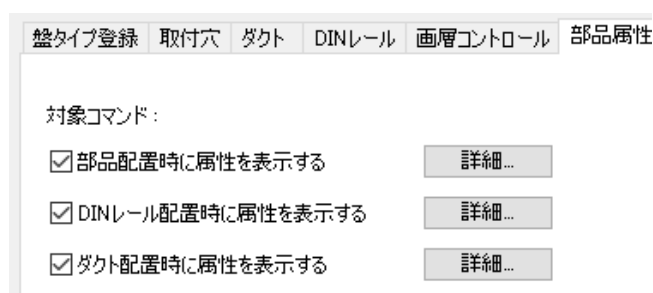 盤タイプ登録 取付穴 ダクト DINレール 画層コントロール 部品属性
対象コマンド:
部品配置時に属性を表示する 詳細...
DINレール配置時に属性を表示する 詳細...
ダクト配置時に属性を表示する 詳細...